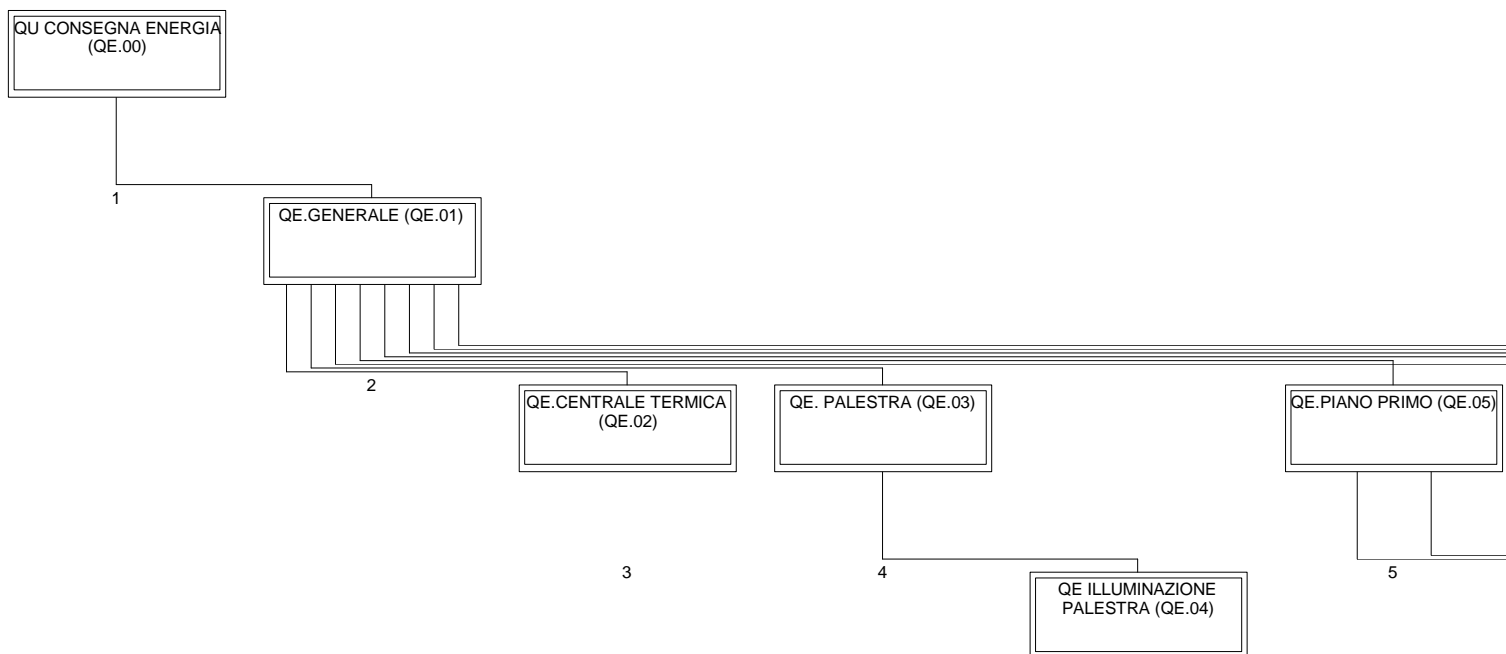 QU CONSEGNA ENERGIA
(QE.00)
1
QE.GENERALE (QE.01)
2
QE.CENTRALE TERMICA
(QE.02)
QE. PALESTRA (QE.03)
QE.PIANO PRIMO (QE.05)
3
4
5
QE ILLUMINAZIONE
PALESTRA (QE.04)